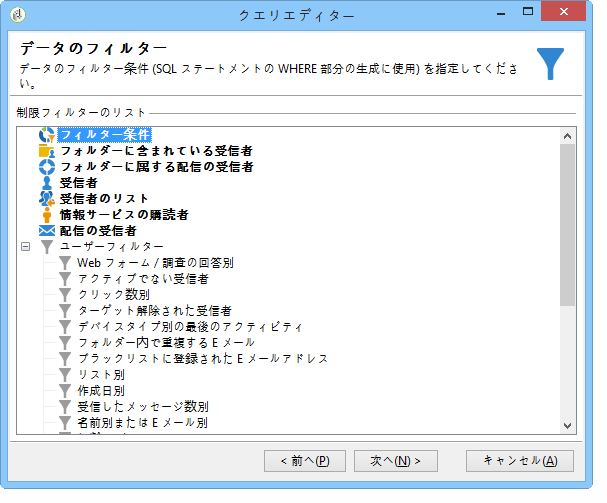 クエリエディター
データのフィルター
データのフィルター条件 (SQL ステートメントの WHERE 部分の生成に使用) を指定してくださ
い。
制限フィルターのリスト
フィルター条件
フォルダーに含まれている受信者
フォルダーに属する配信の受信者
受信者
受信者のリスト
情報サービスの購読者
配信の受信者
ユーザーフィルター
Web フォーム / 調査の回答別
アクティブでない受信者
クリック数別
ターゲット解除された受信者
デバイスタイプ別の最後のアクティビティ
フォルダー内で重複する E メール
ブラックリストに登録された E メールアドレス
リスト別
作成日別
受信したメッセージ数別
名前別または E メール別
< 前へ(P)
次へ(N) >
キャンセル(A)